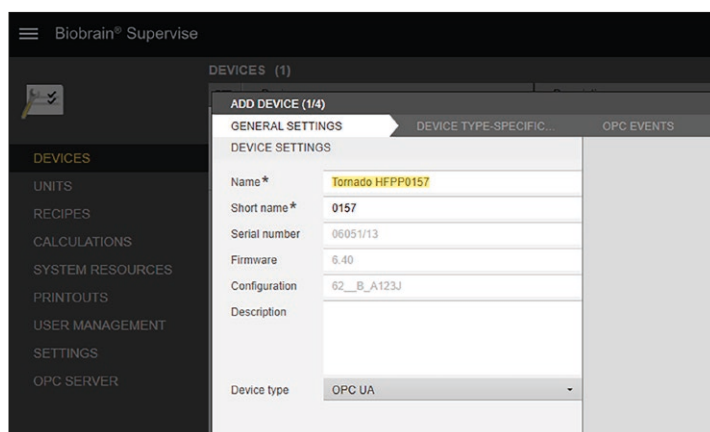 Biobrain® Supervise
DEVICES (1)
ADD DEVICE (1/4)
GENERAL SETTINGS DEVICE TYPE-SPECIFIC... OPC EVENTS
DEVICE SETTINGS
DEVICES
UNITS
RECIPES
CALCULATIONS
SYSTEM RESOURCES
PRINTOUTS
USER MANAGEMENT
SETTINGS
OPC SERVER
Name* Tornado HFPP0157
Short name* 0157
Serial number 06051/13
Firmware 6.40
Configuration 62__B_A123J
Description
Device type OPC UA